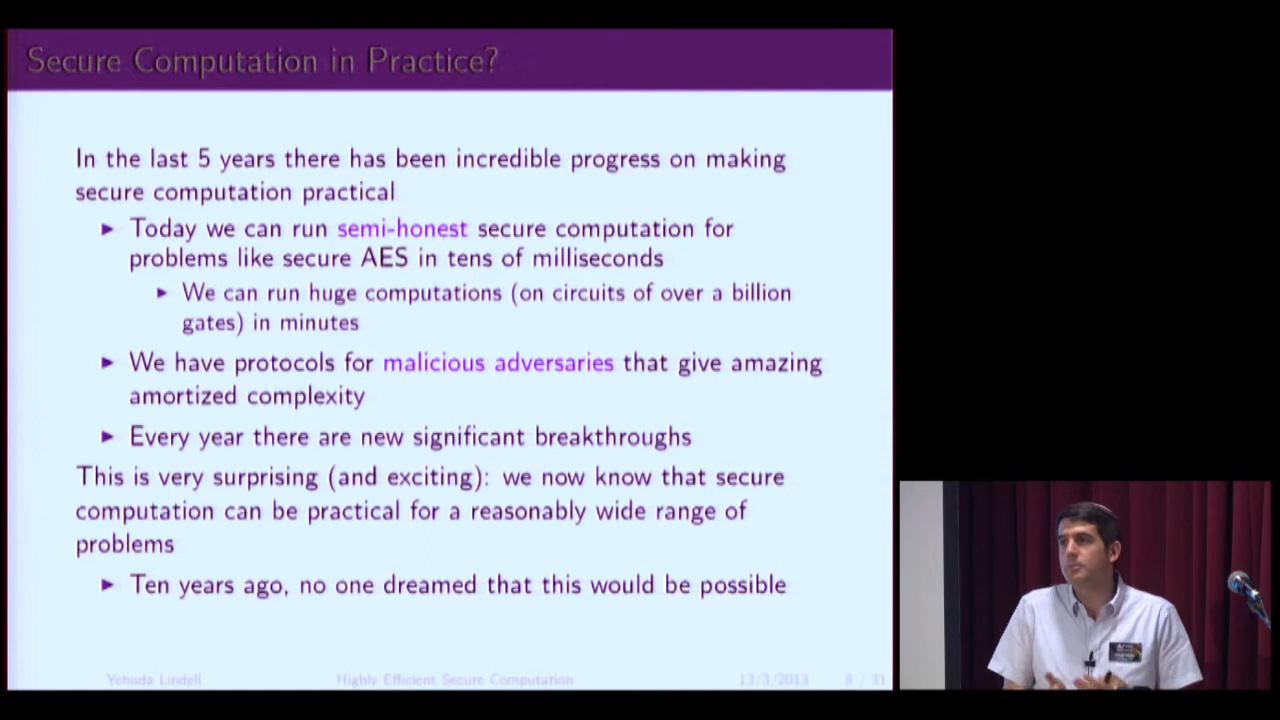 Secure Computation in Practice?
In the last 5 years there has been incredible progress on making
secure computation practical
▶ Today we can run semi-honest secure computation for
problems like secure AES in tens of milliseconds
▶ We can run huge computations (on circuits of over a billion
gates) in minutes
▶ We have protocols for malicious adversaries that give amazing
amortized complexity
▶ Every year there are new significant breakthroughs
This is very surprising (and exciting): we now know that secure
computation can be practical for a reasonably wide range of
problems
▶ Ten years ago, no one dreamed that this would be possible
Yehuda Lindell Highly Efficient Secure Computation 13/3/2013 8 / 31